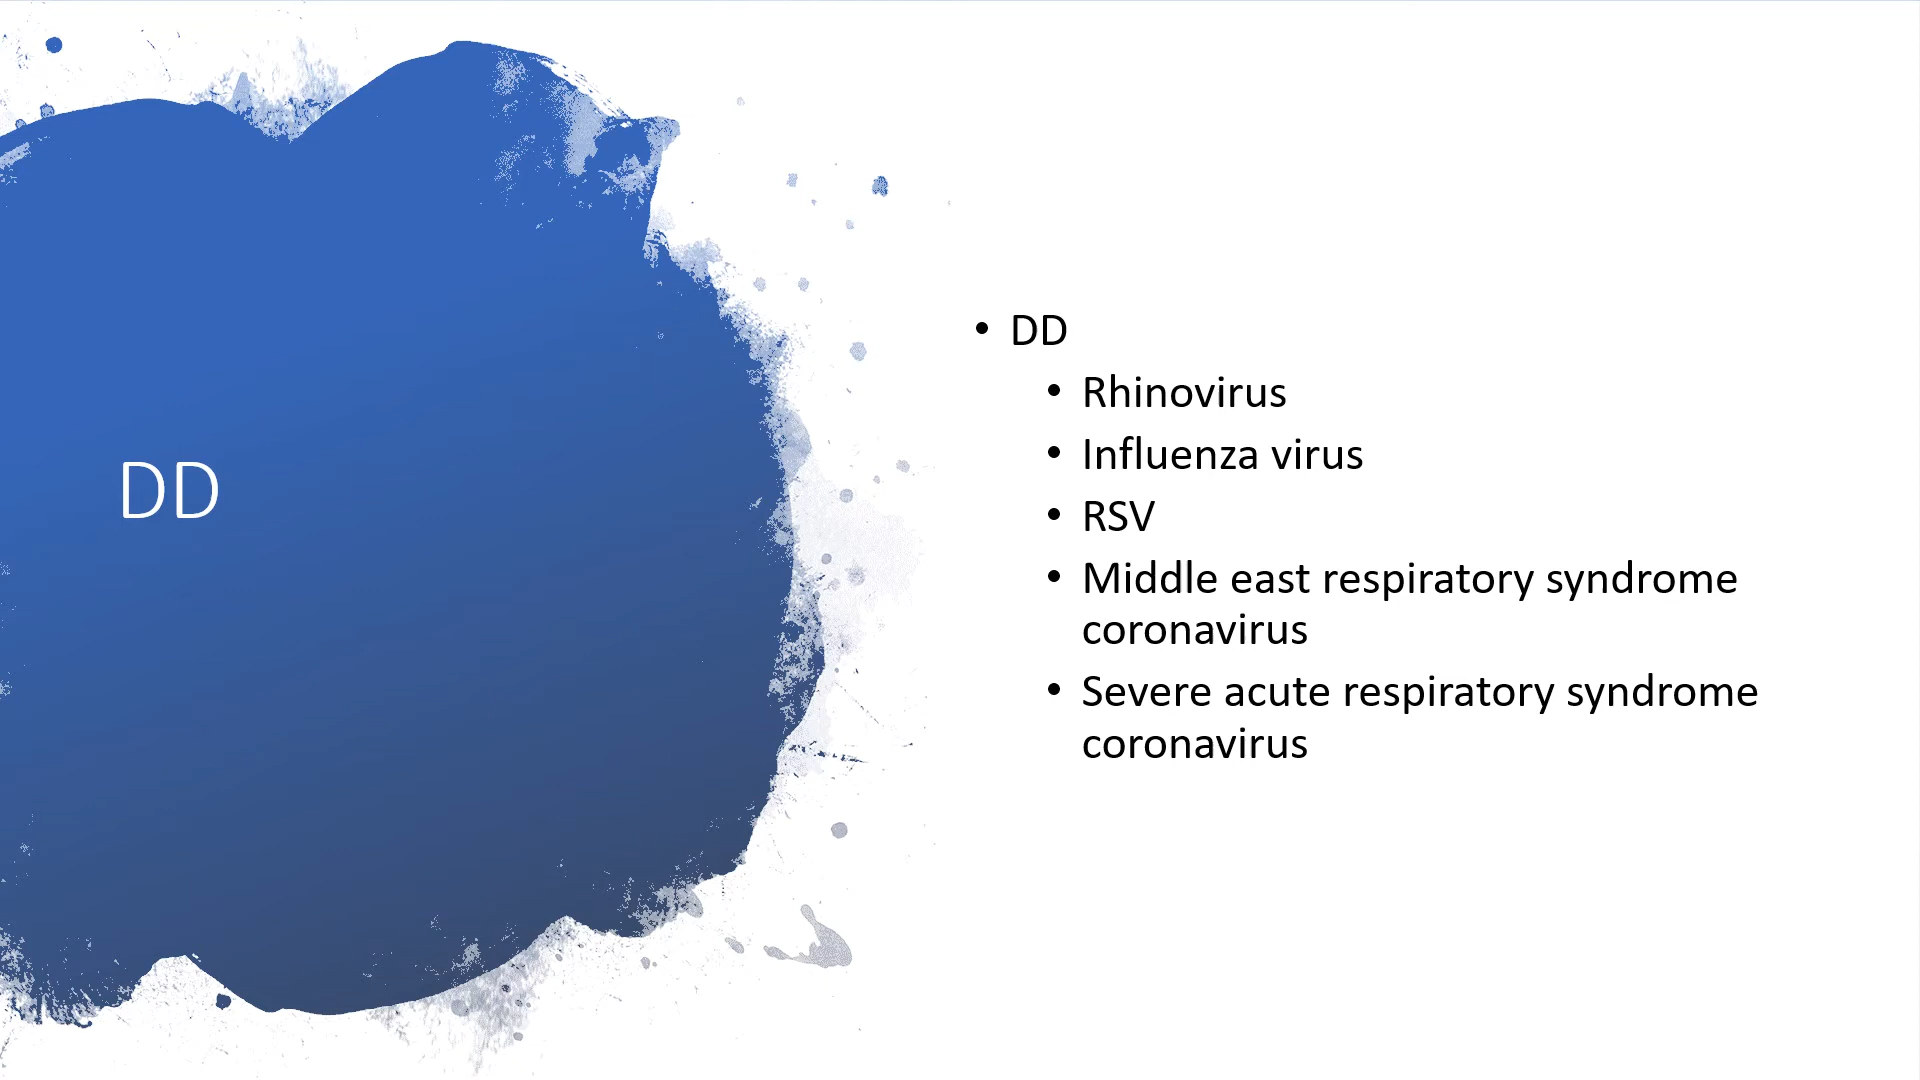 DD
• DD
• Rhinovirus
• Influenza virus
• RSV
• Middle east respiratory syndrome
coronavirus
• Severe acute respiratory syndrome
coronavirus